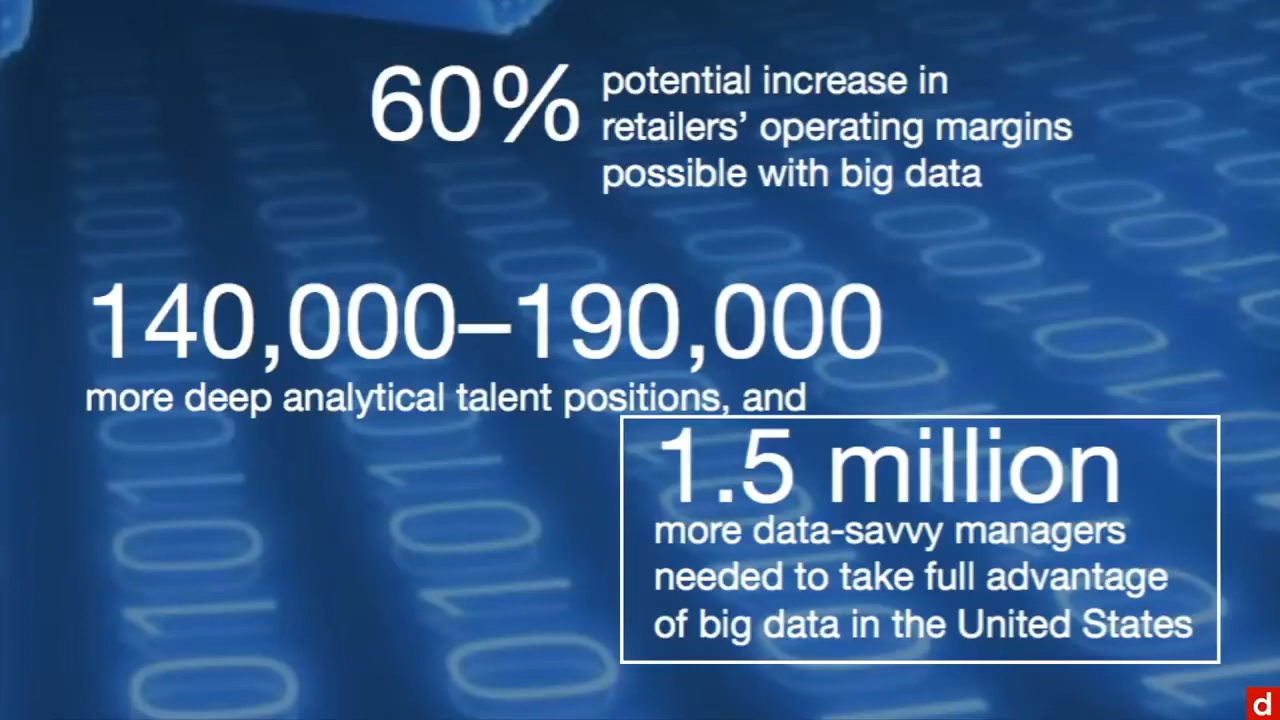 60%
potential increase in
retailers’ operating margins
possible with big data
140,000–190,000
more deep analytical talent positions, and
1.5 million
more data-savvy managers
needed to take full advantage
of big data in the United States
d